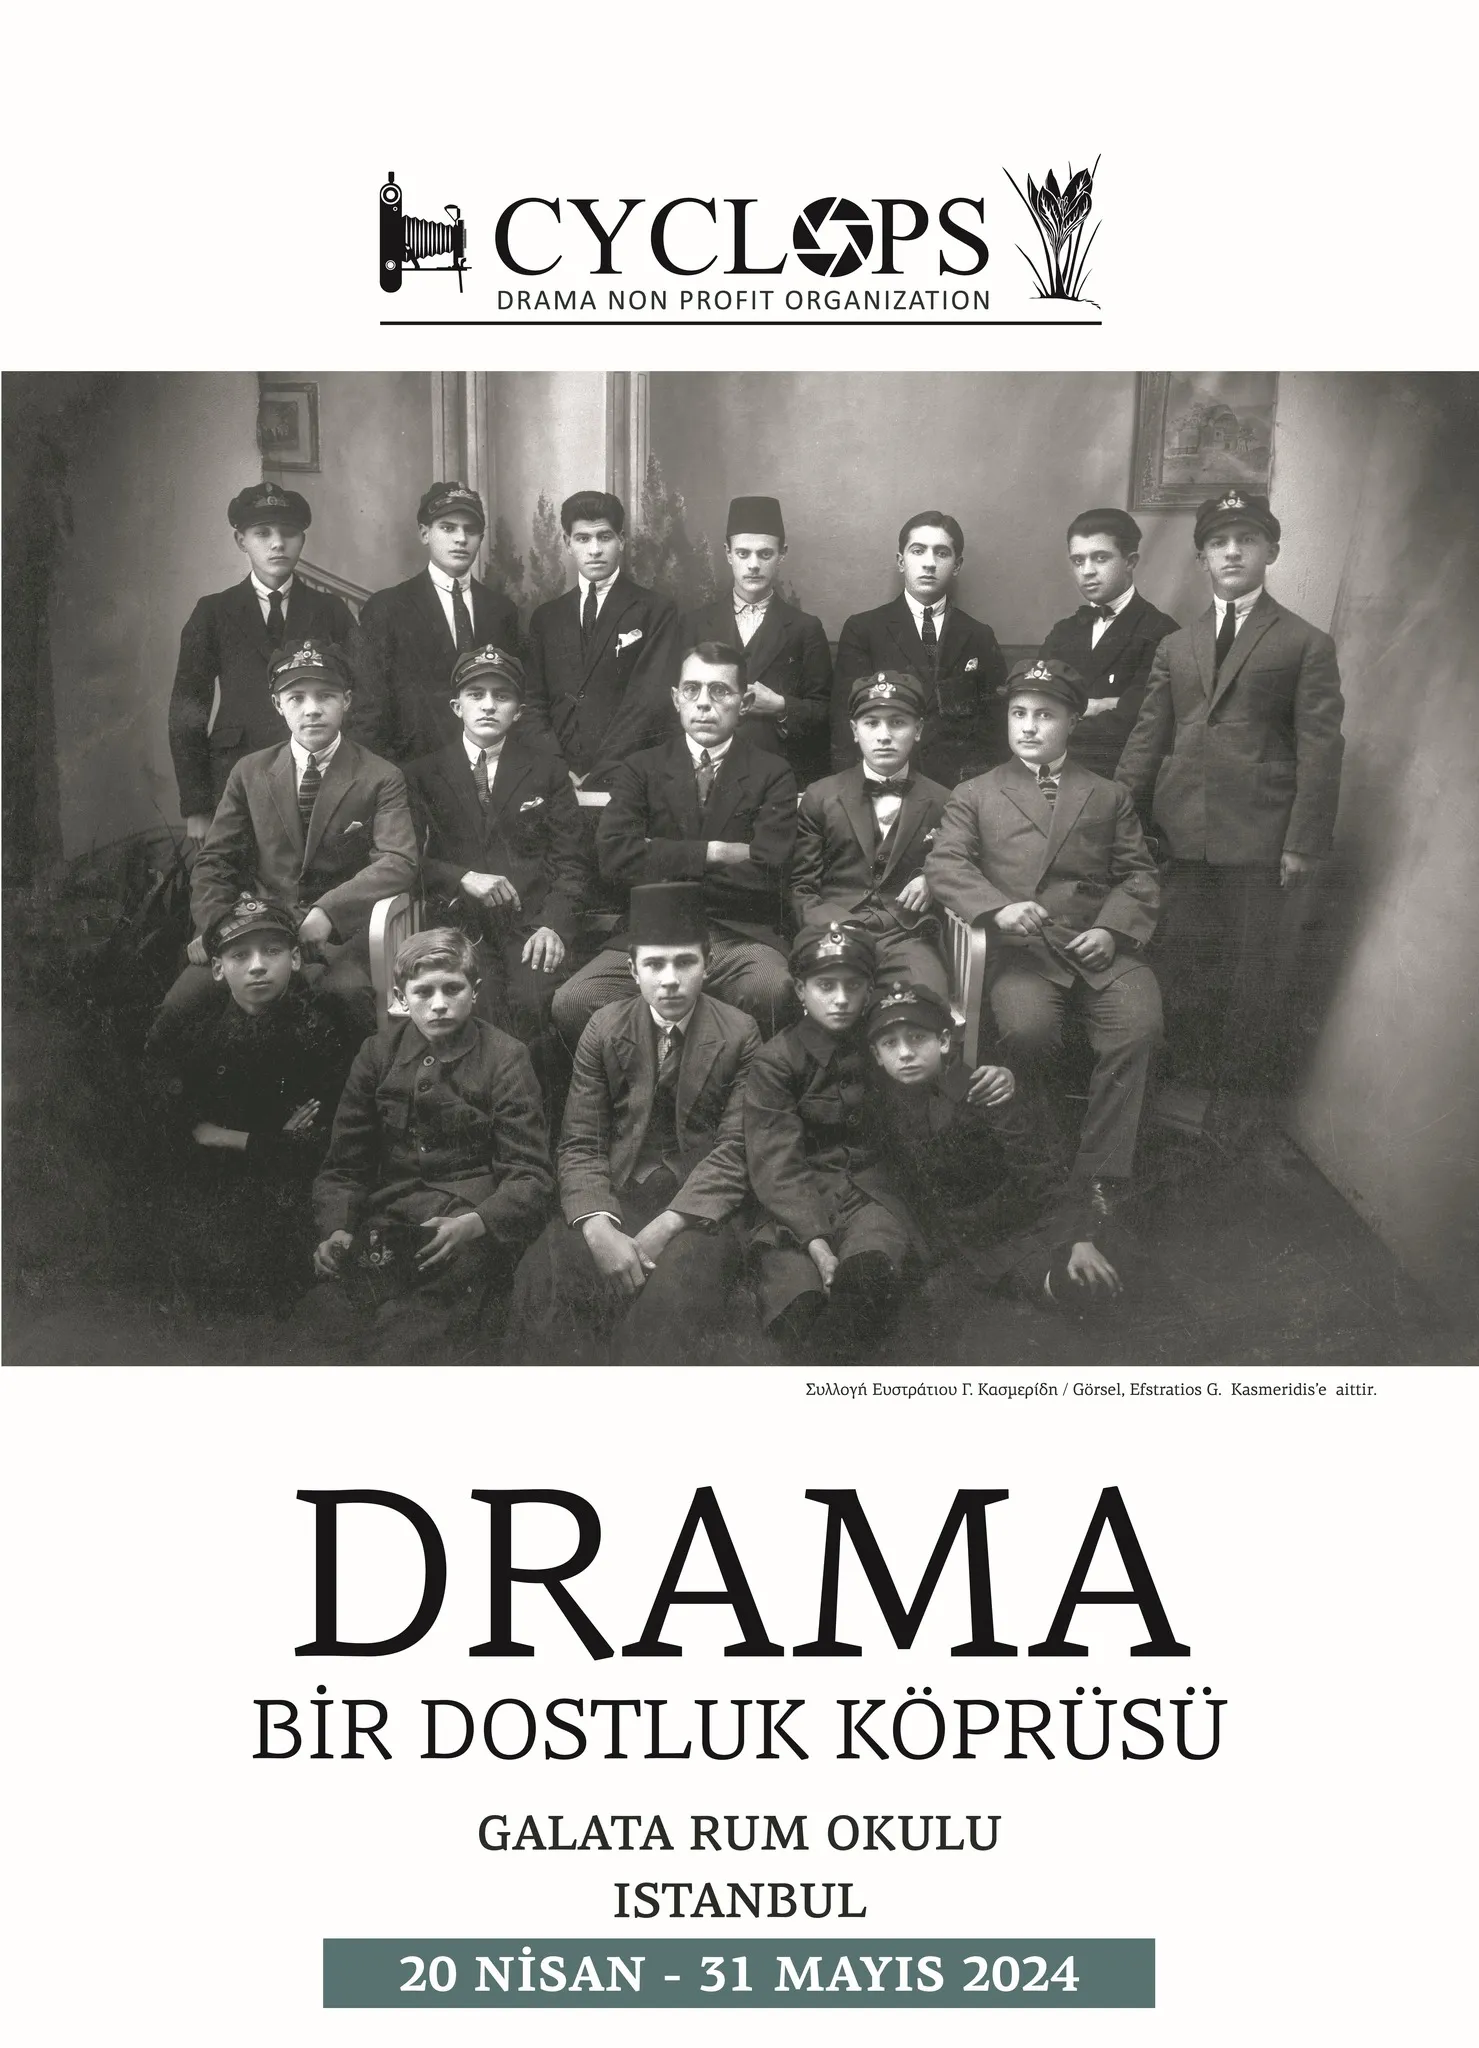 CYCLOPS
DRAMA NON PROFIT ORGANIZATION
Συλλογή Ευστράτιου Γ. Κασμερίδη / Görsel, Efstratios G. Kasmeridis'e aittir.
DRAMA
BİR DOSTLUK KÖPRÜSÜ
GALATA RUM OKULU
ISTANBUL
20 NİSAN - 31 MAYIS 2024